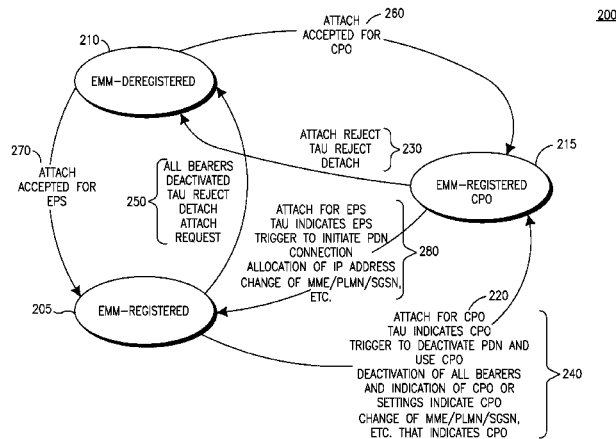 200
260
ATTACH
ACCEPTED FOR
CPO
210
EMM-DEREGISTERED
270
ATTACH
ACCEPTED FOR
EPS
250
ALL BEARERS
DEACTIVATED
TAU REJECT
DETACH
ATTACH
REQUEST
ATTACH REJECT
TAU REJECT
DETACH
230
215
EMM-REGISTERED
CPO
ATTACH FOR EPS
TAU INDICATES EPS
TRIGGER TO INITIATE PDN
CONNECTION
ALLOCATION OF IP ADDRESS
CHANGE OF MME/PLMN/SGSN,
ETC.
280
205
EMM-REGISTERED
220
ATTACH FOR CPO
TAU INDICATES CPO
TRIGGER TO DEACTIVATE PDN AND
USE CPO
DEACTIVATION OF ALL BEARERS
AND INDICATION OF CPO OR
SETTINGS INDICATE CPO
CHANGE OF MME/PLMN/SGSN,
ETC. THAT INDICATES CPO
240